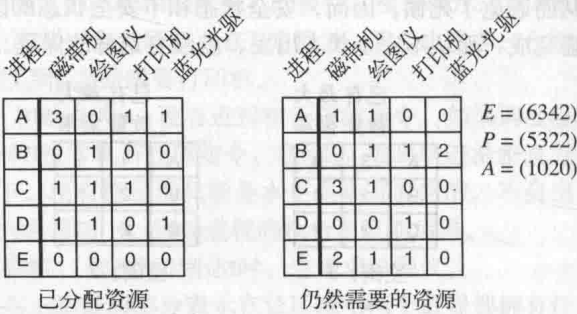 进程 磁带机 绘图仪 打印机 蓝光光驱
A 3 0 1 1
B 0 1 0 0
C 1 1 1 0
D 1 1 0 1
E 0 0 0 0
已分配资源
进程 磁带机 绘图仪 打印机 蓝光光驱
A 1 1 0 0
B 0 1 1 2
C 3 1 0 0
D 0 0 1 0
E 2 1 1 0
仍然需要的资源
E = (6342)
P = (5322)
A = (1020)